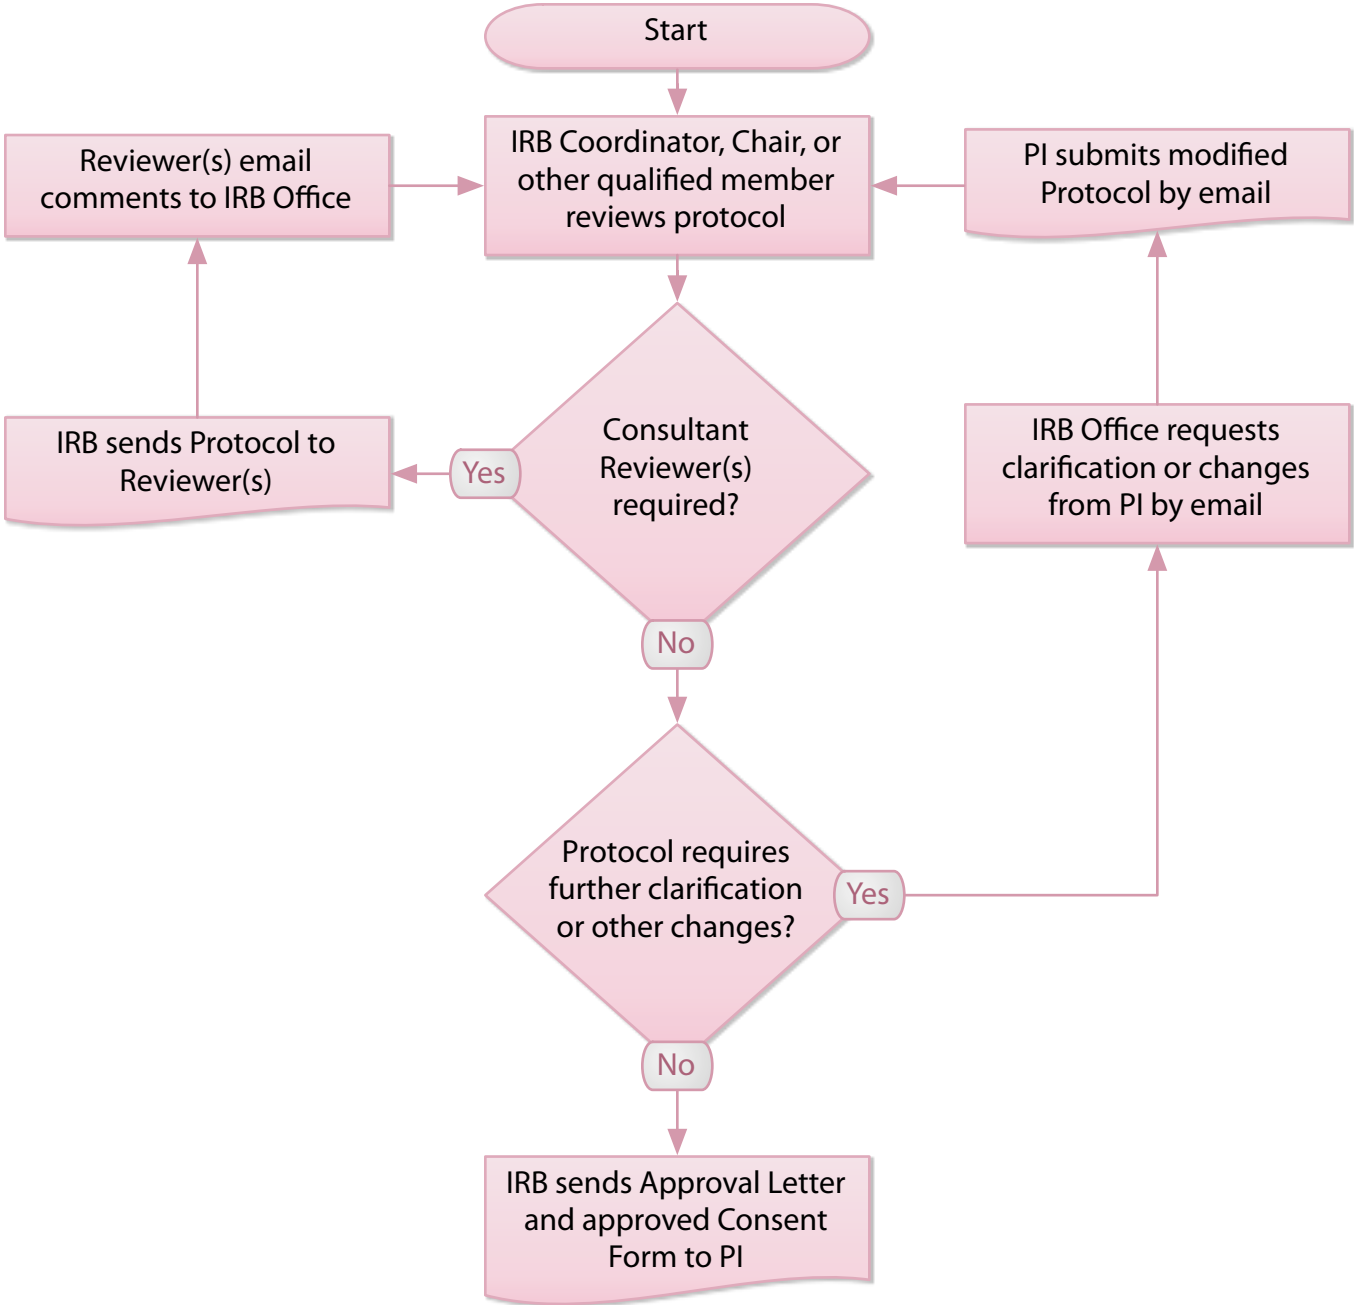 Start
IRB Coordinator, Chair, or
other qualified member
reviews protocol
Reviewer(s) email
comments to IRB Office
PI submits modified
Protocol by email
Consultant
Reviewer(s)
required?
Yes
No
IRB sends Protocol to
Reviewer(s)
IRB Office requests
clarification or changes
from PI by email
Protocol requires
further clarification
or other changes?
Yes
No
IRB sends Approval Letter
and approved Consent
Form to PI